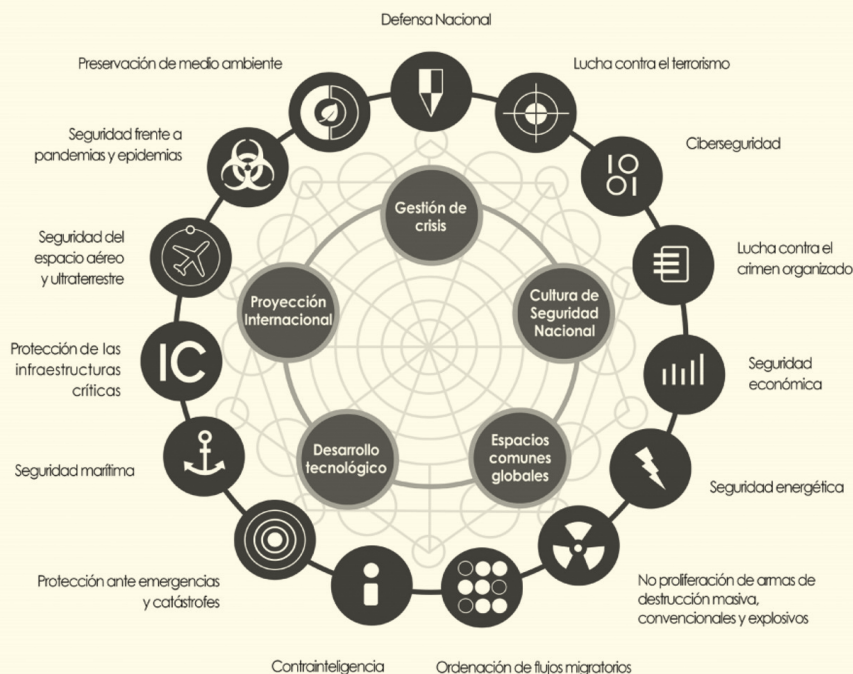 Defensa Nacional
Preservación de medio ambiente
Lucha contra el terrorismo
Seguridad frente a
pandemias y epidemias
Ciberseguridad
IO
OI
Gestión de
crisis
Seguridad del
espacio aéreo
y ultraterrestre
Lucha contra el
crimen organizado
Proyección
Internacional
Cultura de
Seguridad
Nacional
Protección de las
infraestructuras
críticas
IC
Seguridad
económica
Desarrollo
tecnológico
Espacios
comunes
globales
Seguridad marítima
Seguridad energética
Protección ante emergencias
y catástrofes
i
No proliferación de armas de
destrucción masiva,
convencionales y explosivos
Contrainteligencia
Ordenación de flujos migratorios